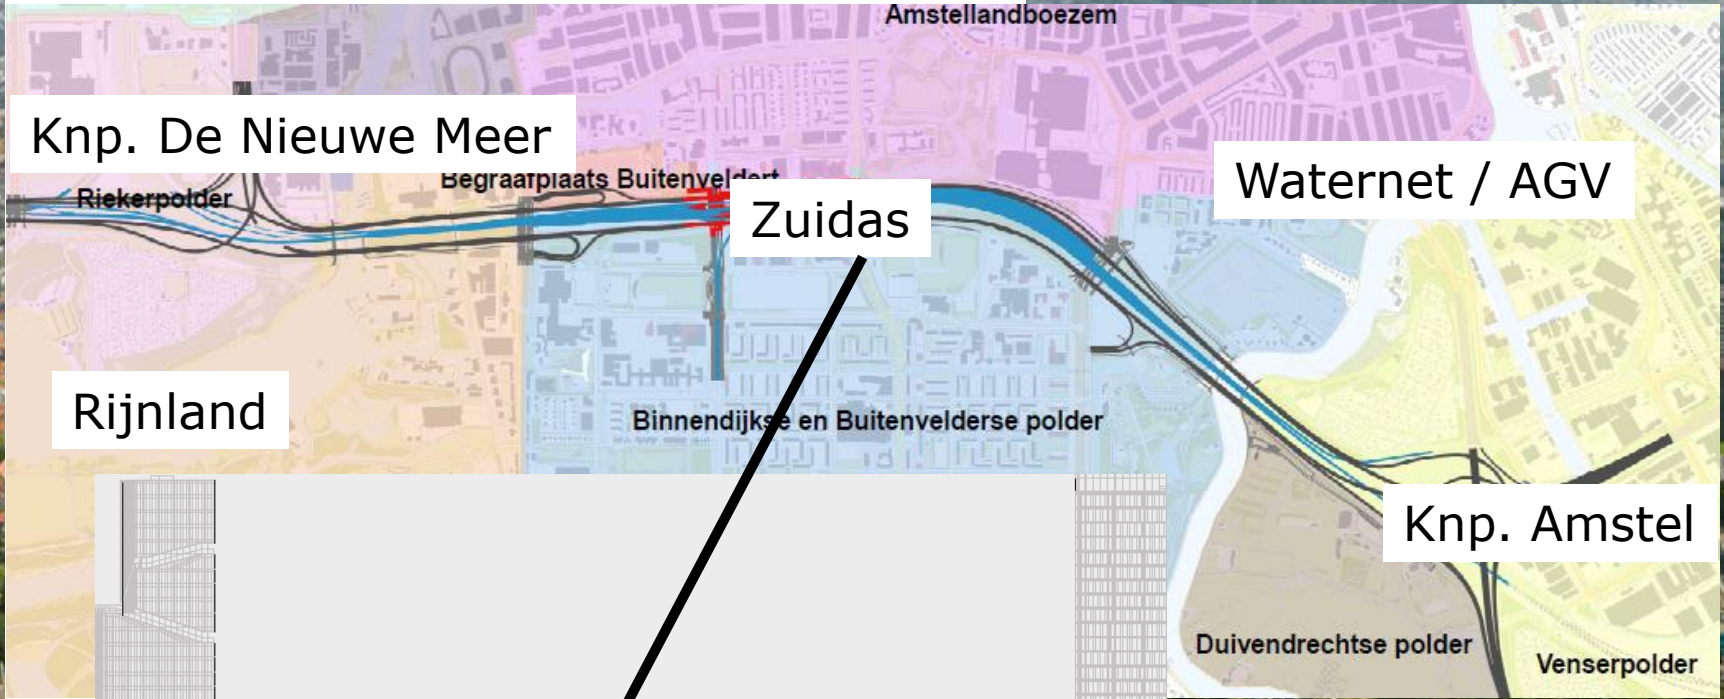 Amstellandboezem
Knp. De Nieuwe Meer
Begraafplaats Buitenveldert
Riekerpolder
Waternet / AGV
Zuidas
Rijnland
Binnendijkse en Buitenvelderse polder
Knp. Amstel
Duivendrechtse polder
Venserpolder